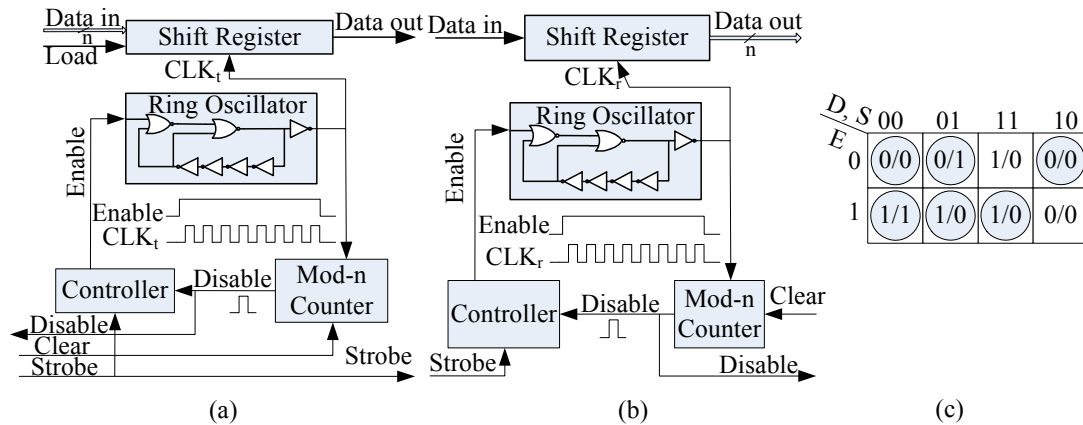 Data in
n
Load
Shift Register
Data out
CLKt
Ring Oscillator
Enable
Enable
CLKt
Controller
Disable
Mod-n
Counter
Disable
Clear
Strobe
Strobe
(a)
Data in
Shift Register
Data out
n
CLKr
Ring Oscillator
Enable
Enable
CLKr
Controller
Disable
Mod-n
Counter
Clear
Strobe
Disable
(b)
D, S 00 01 11 10
E
0 0/0 0/1 1/0 0/0
1 1/1 1/0 1/0 0/0
(c)